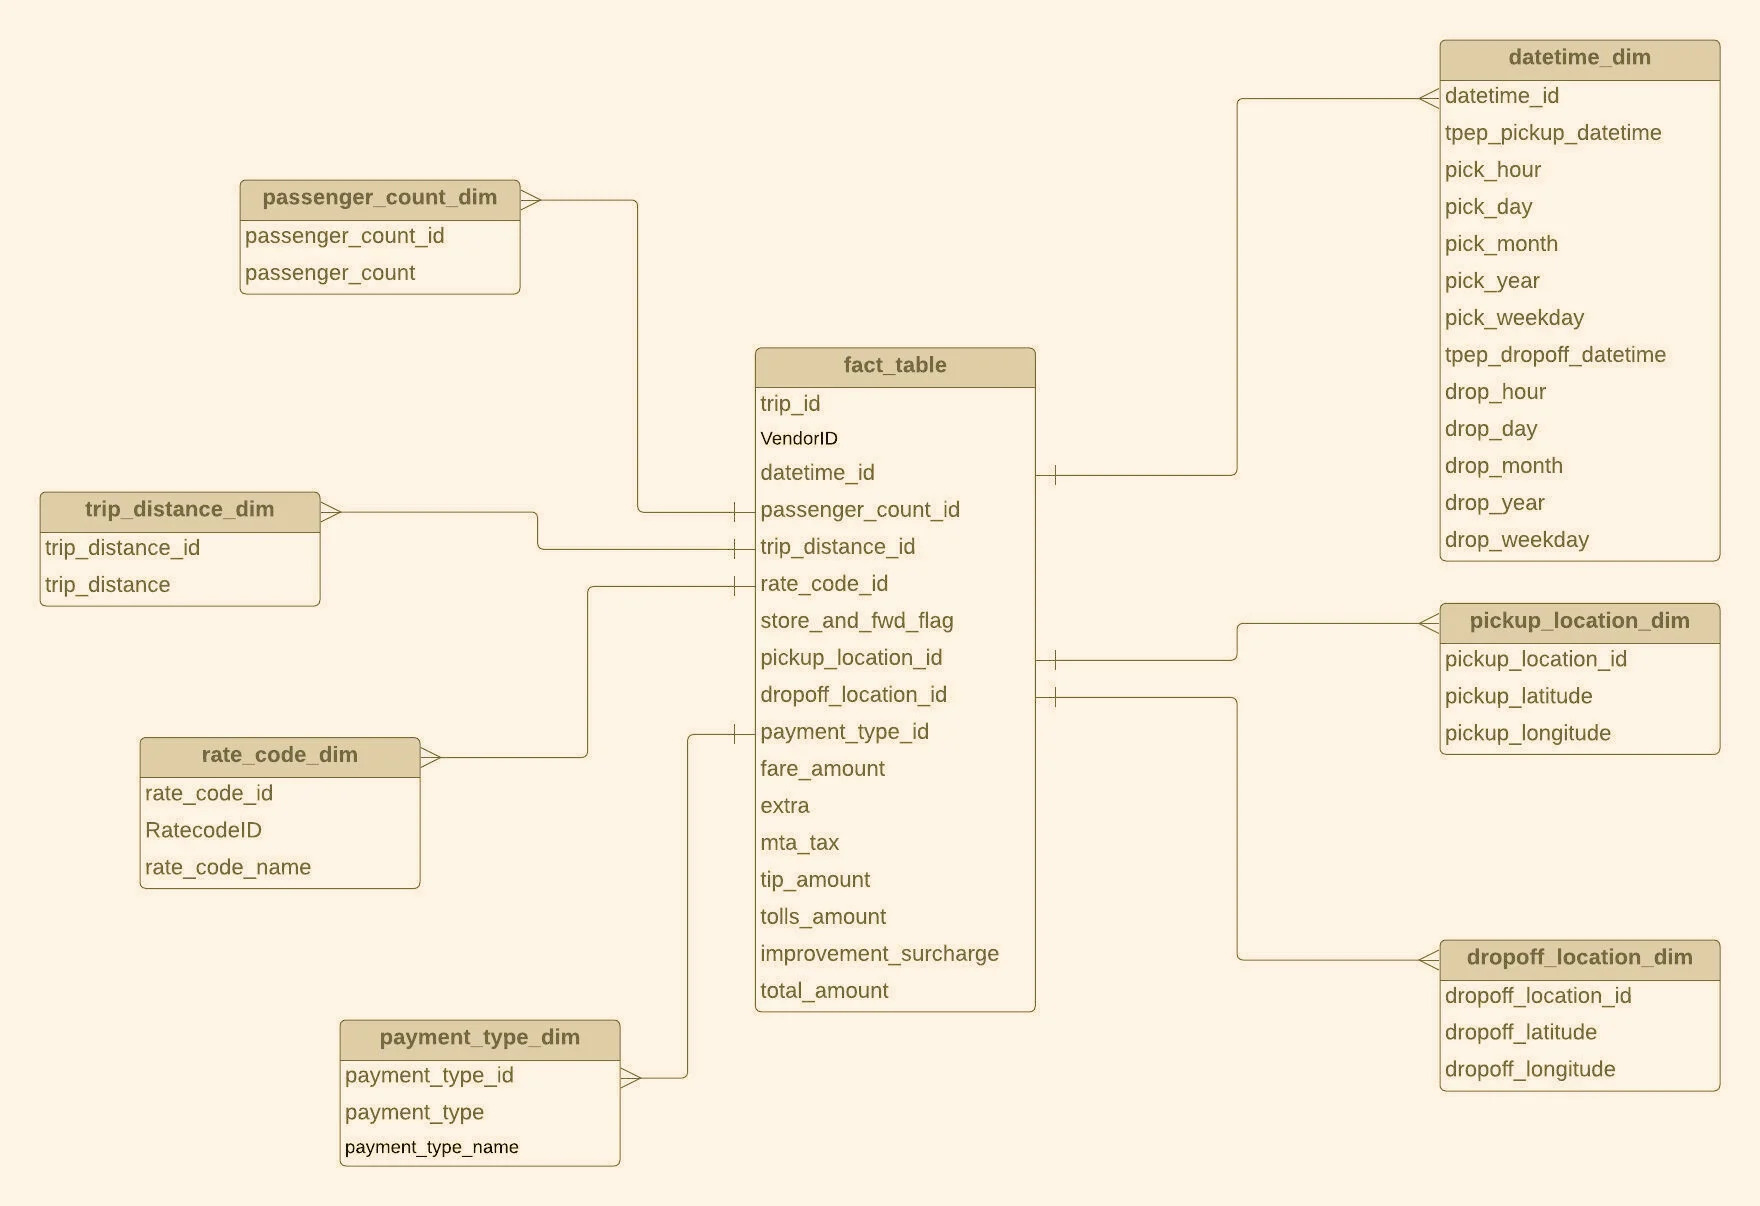 datetime_dim
datetime_id
tpep_pickup_datetime
pick_hour
pick_day
pick_month
pick_year
pick_weekday
tpep_dropoff_datetime
drop_hour
drop_day
drop_month
drop_year
drop_weekday
passenger_count_dim
passenger_count_id
passenger_count
fact_table
trip_id
VendorID
datetime_id
passenger_count_id
trip_distance_id
rate_code_id
store_and_fwd_flag
pickup_location_id
dropoff_location_id
payment_type_id
fare_amount
extra
mta_tax
tip_amount
tolls_amount
improvement_surcharge
total_amount
trip_distance_dim
trip_distance_id
trip_distance
pickup_location_dim
pickup_location_id
pickup_latitude
pickup_longitude
rate_code_dim
rate_code_id
RatecodeID
rate_code_name
dropoff_location_dim
dropoff_location_id
dropoff_latitude
dropoff_longitude
payment_type_dim
payment_type_id
payment_type
payment_type_name